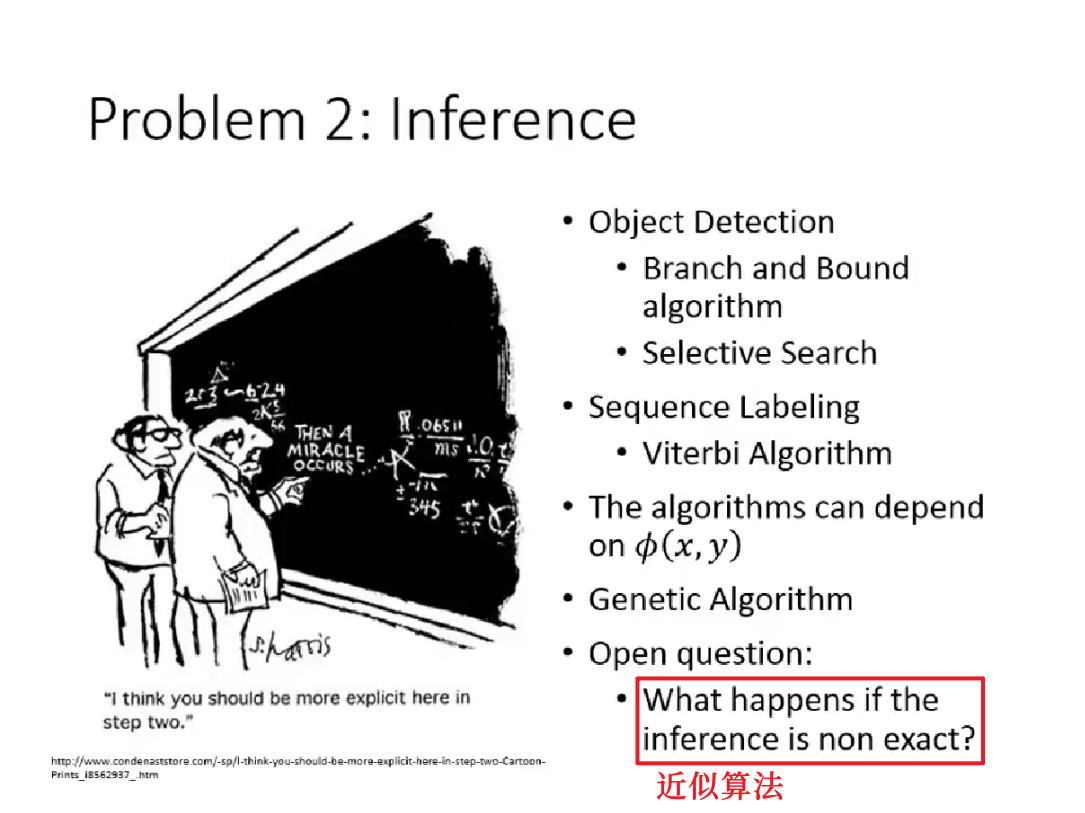 Problem 2: Inference
THEN A
MIRACLE
OCCURS...
.06511
ms
345
S. Harris
"I think you should be more explicit here in
step two."
http://www.condenaststore.com/-sp/I-think-you-should-be-more-explicit-here-in-step-two-Cartoon-
Prints_i8562937_.htm
• Object Detection
• Branch and Bound
algorithm
• Selective Search
• Sequence Labeling
• Viterbi Algorithm
• The algorithms can depend
on ϕ(x, y)
• Genetic Algorithm
• Open question:
• What happens if the
inference is non exact?
近似算法